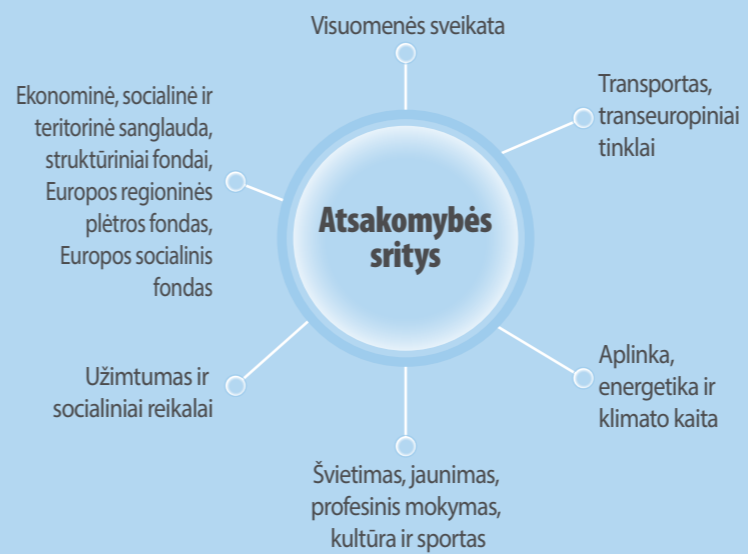 Visuomenės sveikata
Transportas,
transeuropiniai
tinklai
Ekonominė, socialinė ir
teritorinė sanglauda,
struktūriniai fondai,
Europos regioninės
plėtros fondas,
Europos socialinis
fondas
Atsakomybės
sritys
Aplinka,
energetika ir
klimato kaita
Užimtumas ir
socialiniai reikalai
Švietimas, jaunimas,
profesinis mokymas,
kultūra ir sportas